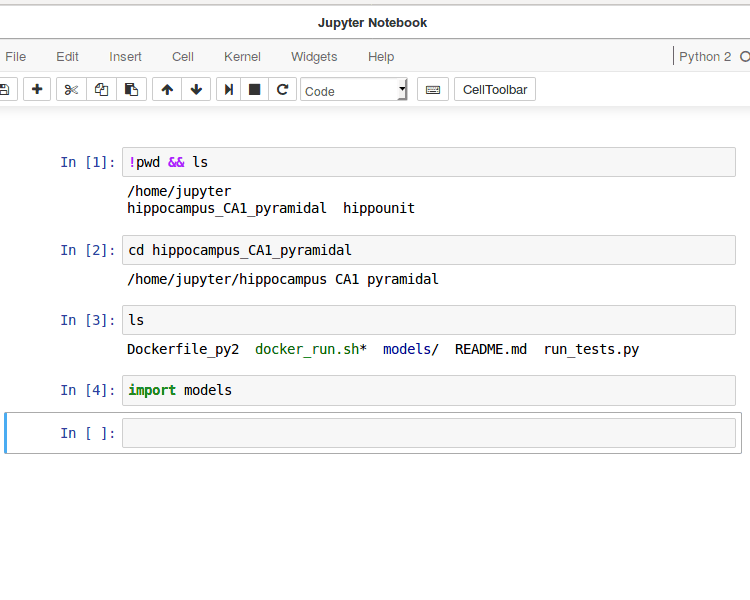 Jupyter Notebook
File Edit Insert Cell Kernel Widgets Help Python 2
Code CellToolbar
In [1]: !pwd && ls
/home/jupyter
hippocampus_CA1_pyramidal hippounit
In [2]: cd hippocampus_CA1_pyramidal
/home/jupyter/hippocampus CA1 pyramidal
In [3]: ls
Dockerfile_py2 docker_run.sh* models/ README.md run_tests.py
In [4]: import models
In [ ]: